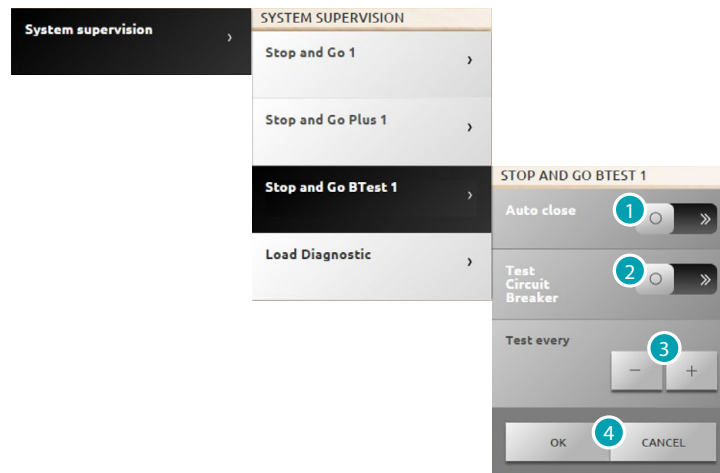 System supervision
›
SYSTEM SUPERVISION
Stop and Go 1
›
Stop and Go Plus 1
›
Stop and Go BTest 1
›
Load Diagnostic
›
STOP AND GO BTEST 1
Auto close
1
»
Test
Circuit
Breaker
2
»
Test every
3
− +
OK
4
CANCEL